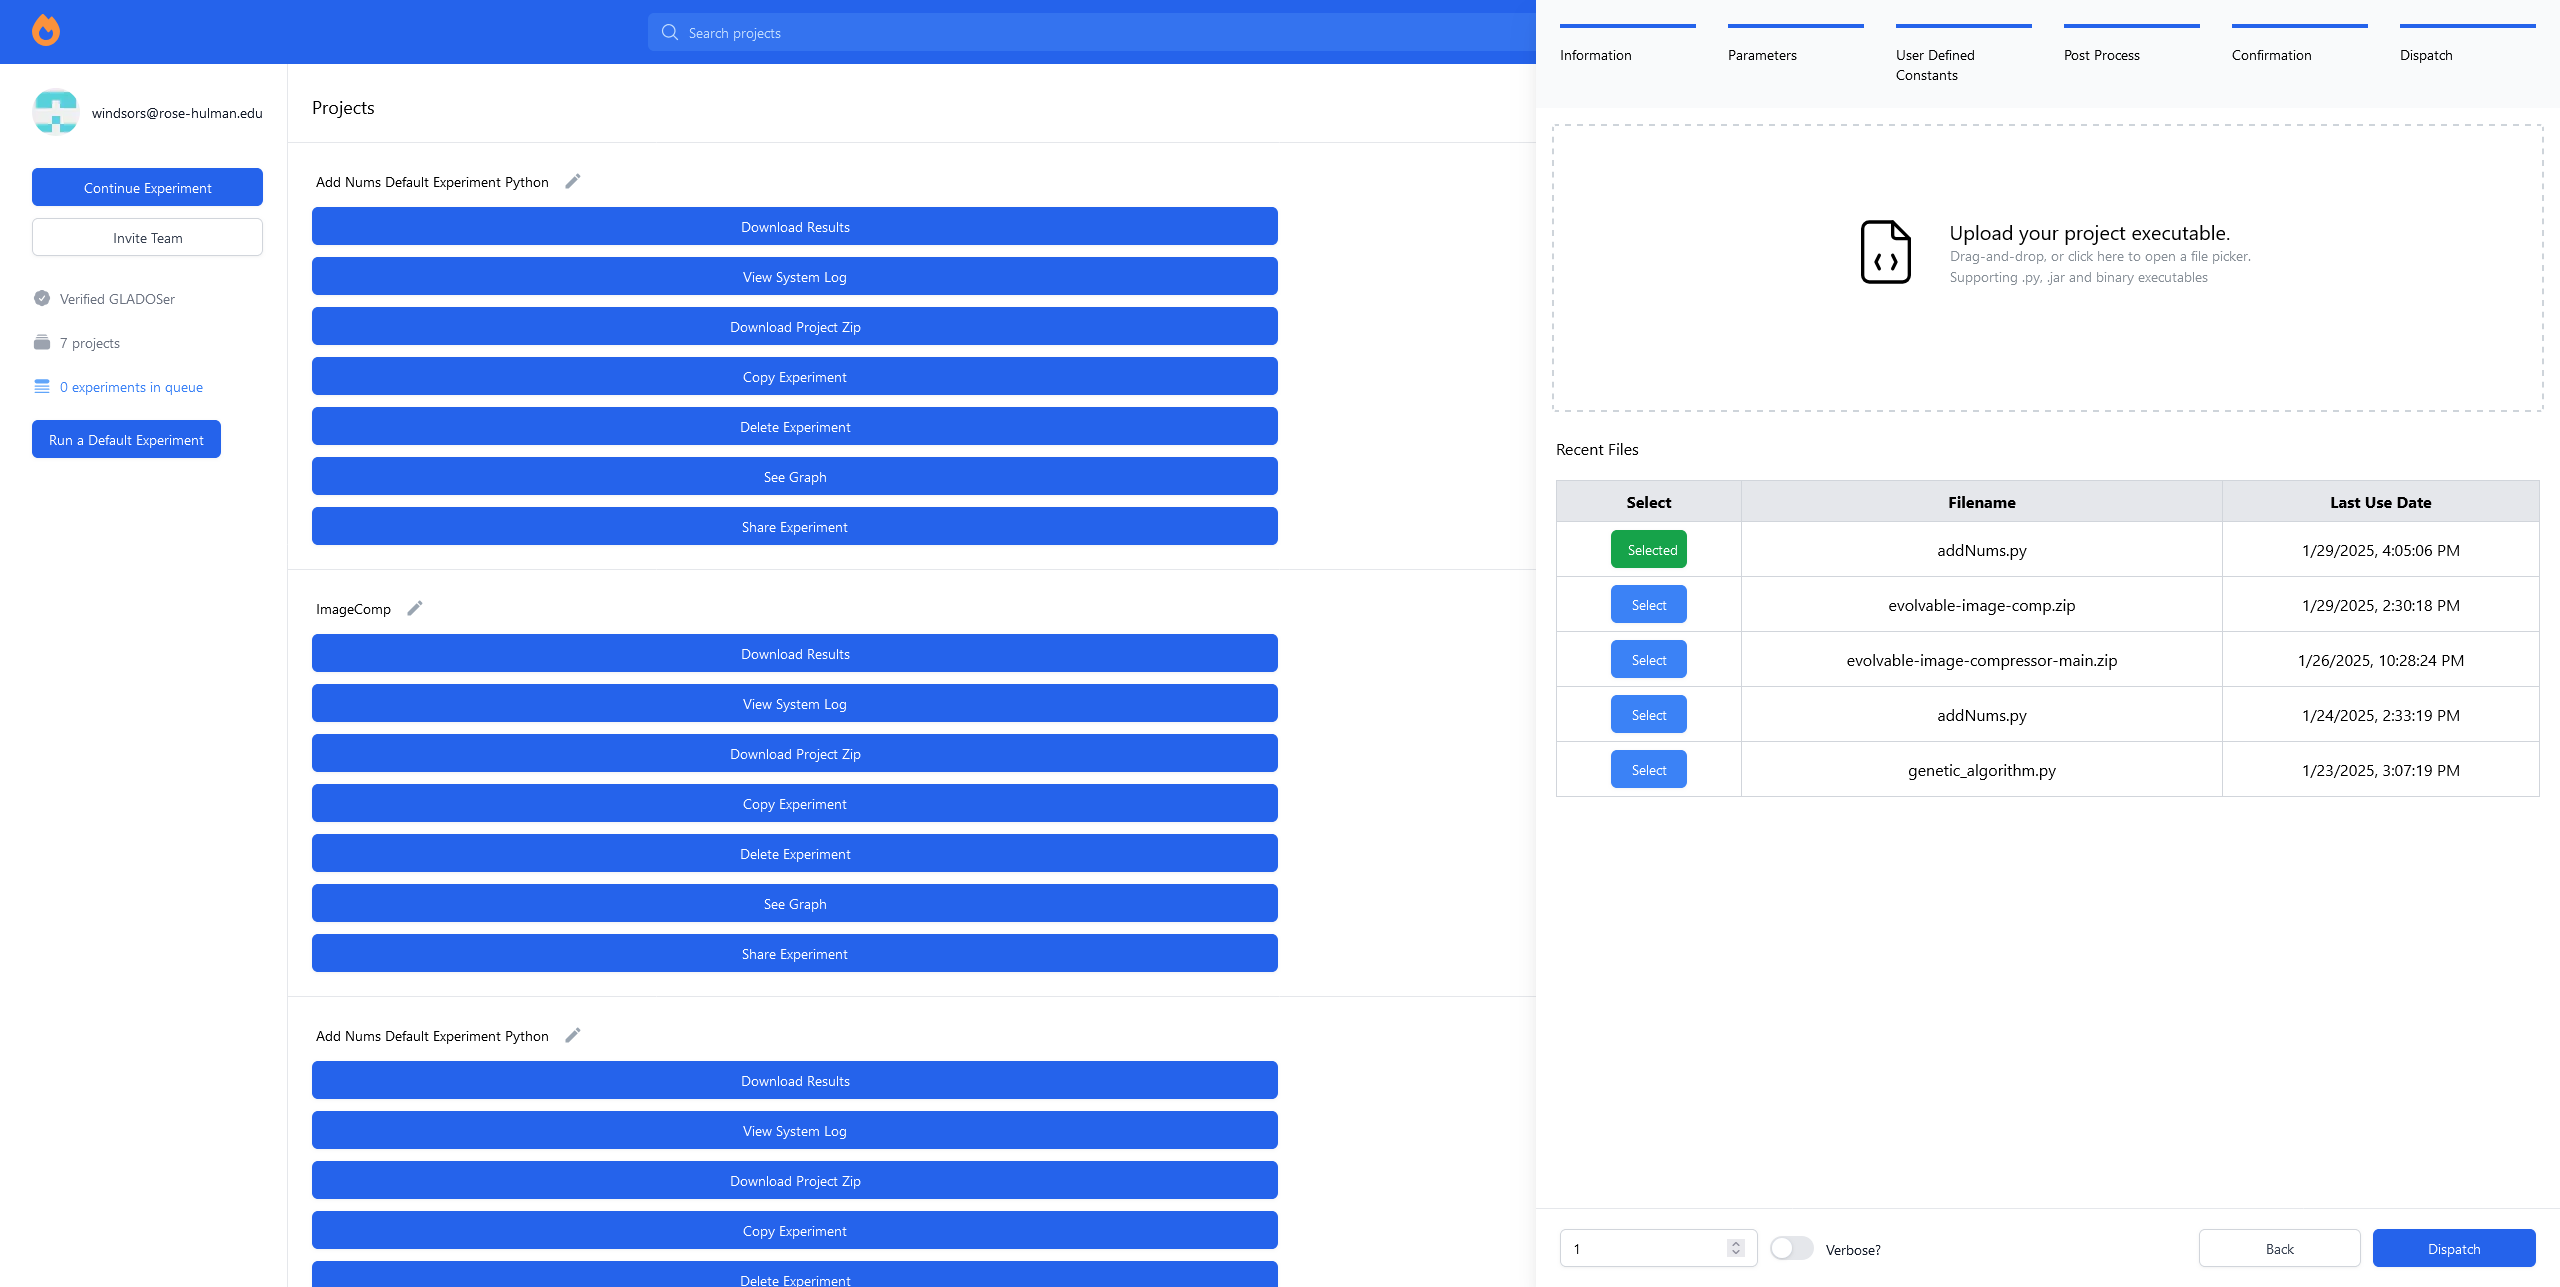 Search projects
windsors@rose-hulman.edu
Continue Experiment
Invite Team
Verified GLADOSer
7 projects
0 experiments in queue
Run a Default Experiment
Projects
Add Nums Default Experiment Python
Download Results
View System Log
Download Project Zip
Copy Experiment
Delete Experiment
See Graph
Share Experiment
ImageComp
Download Results
View System Log
Download Project Zip
Copy Experiment
Delete Experiment
See Graph
Share Experiment
Add Nums Default Experiment Python
Download Results
View System Log
Download Project Zip
Copy Experiment
Delete Experiment
Information
Parameters
User Defined
Constants
Post Process
Confirmation
Dispatch
Upload your project executable.
Drag-and-drop, or click here to open a file picker.
Supporting .py, .jar and binary executables
Recent Files
Select Filename Last Use Date
Selected addNums.py 1/29/2025, 4:05:06 PM
Select evolvable-image-comp.zip 1/29/2025, 2:30:18 PM
Select evolvable-image-compressor-main.zip 1/26/2025, 10:28:24 PM
Select addNums.py 1/24/2025, 2:33:19 PM
Select genetic_algorithm.py 1/23/2025, 3:07:19 PM
1 Verbose? Back Dispatch